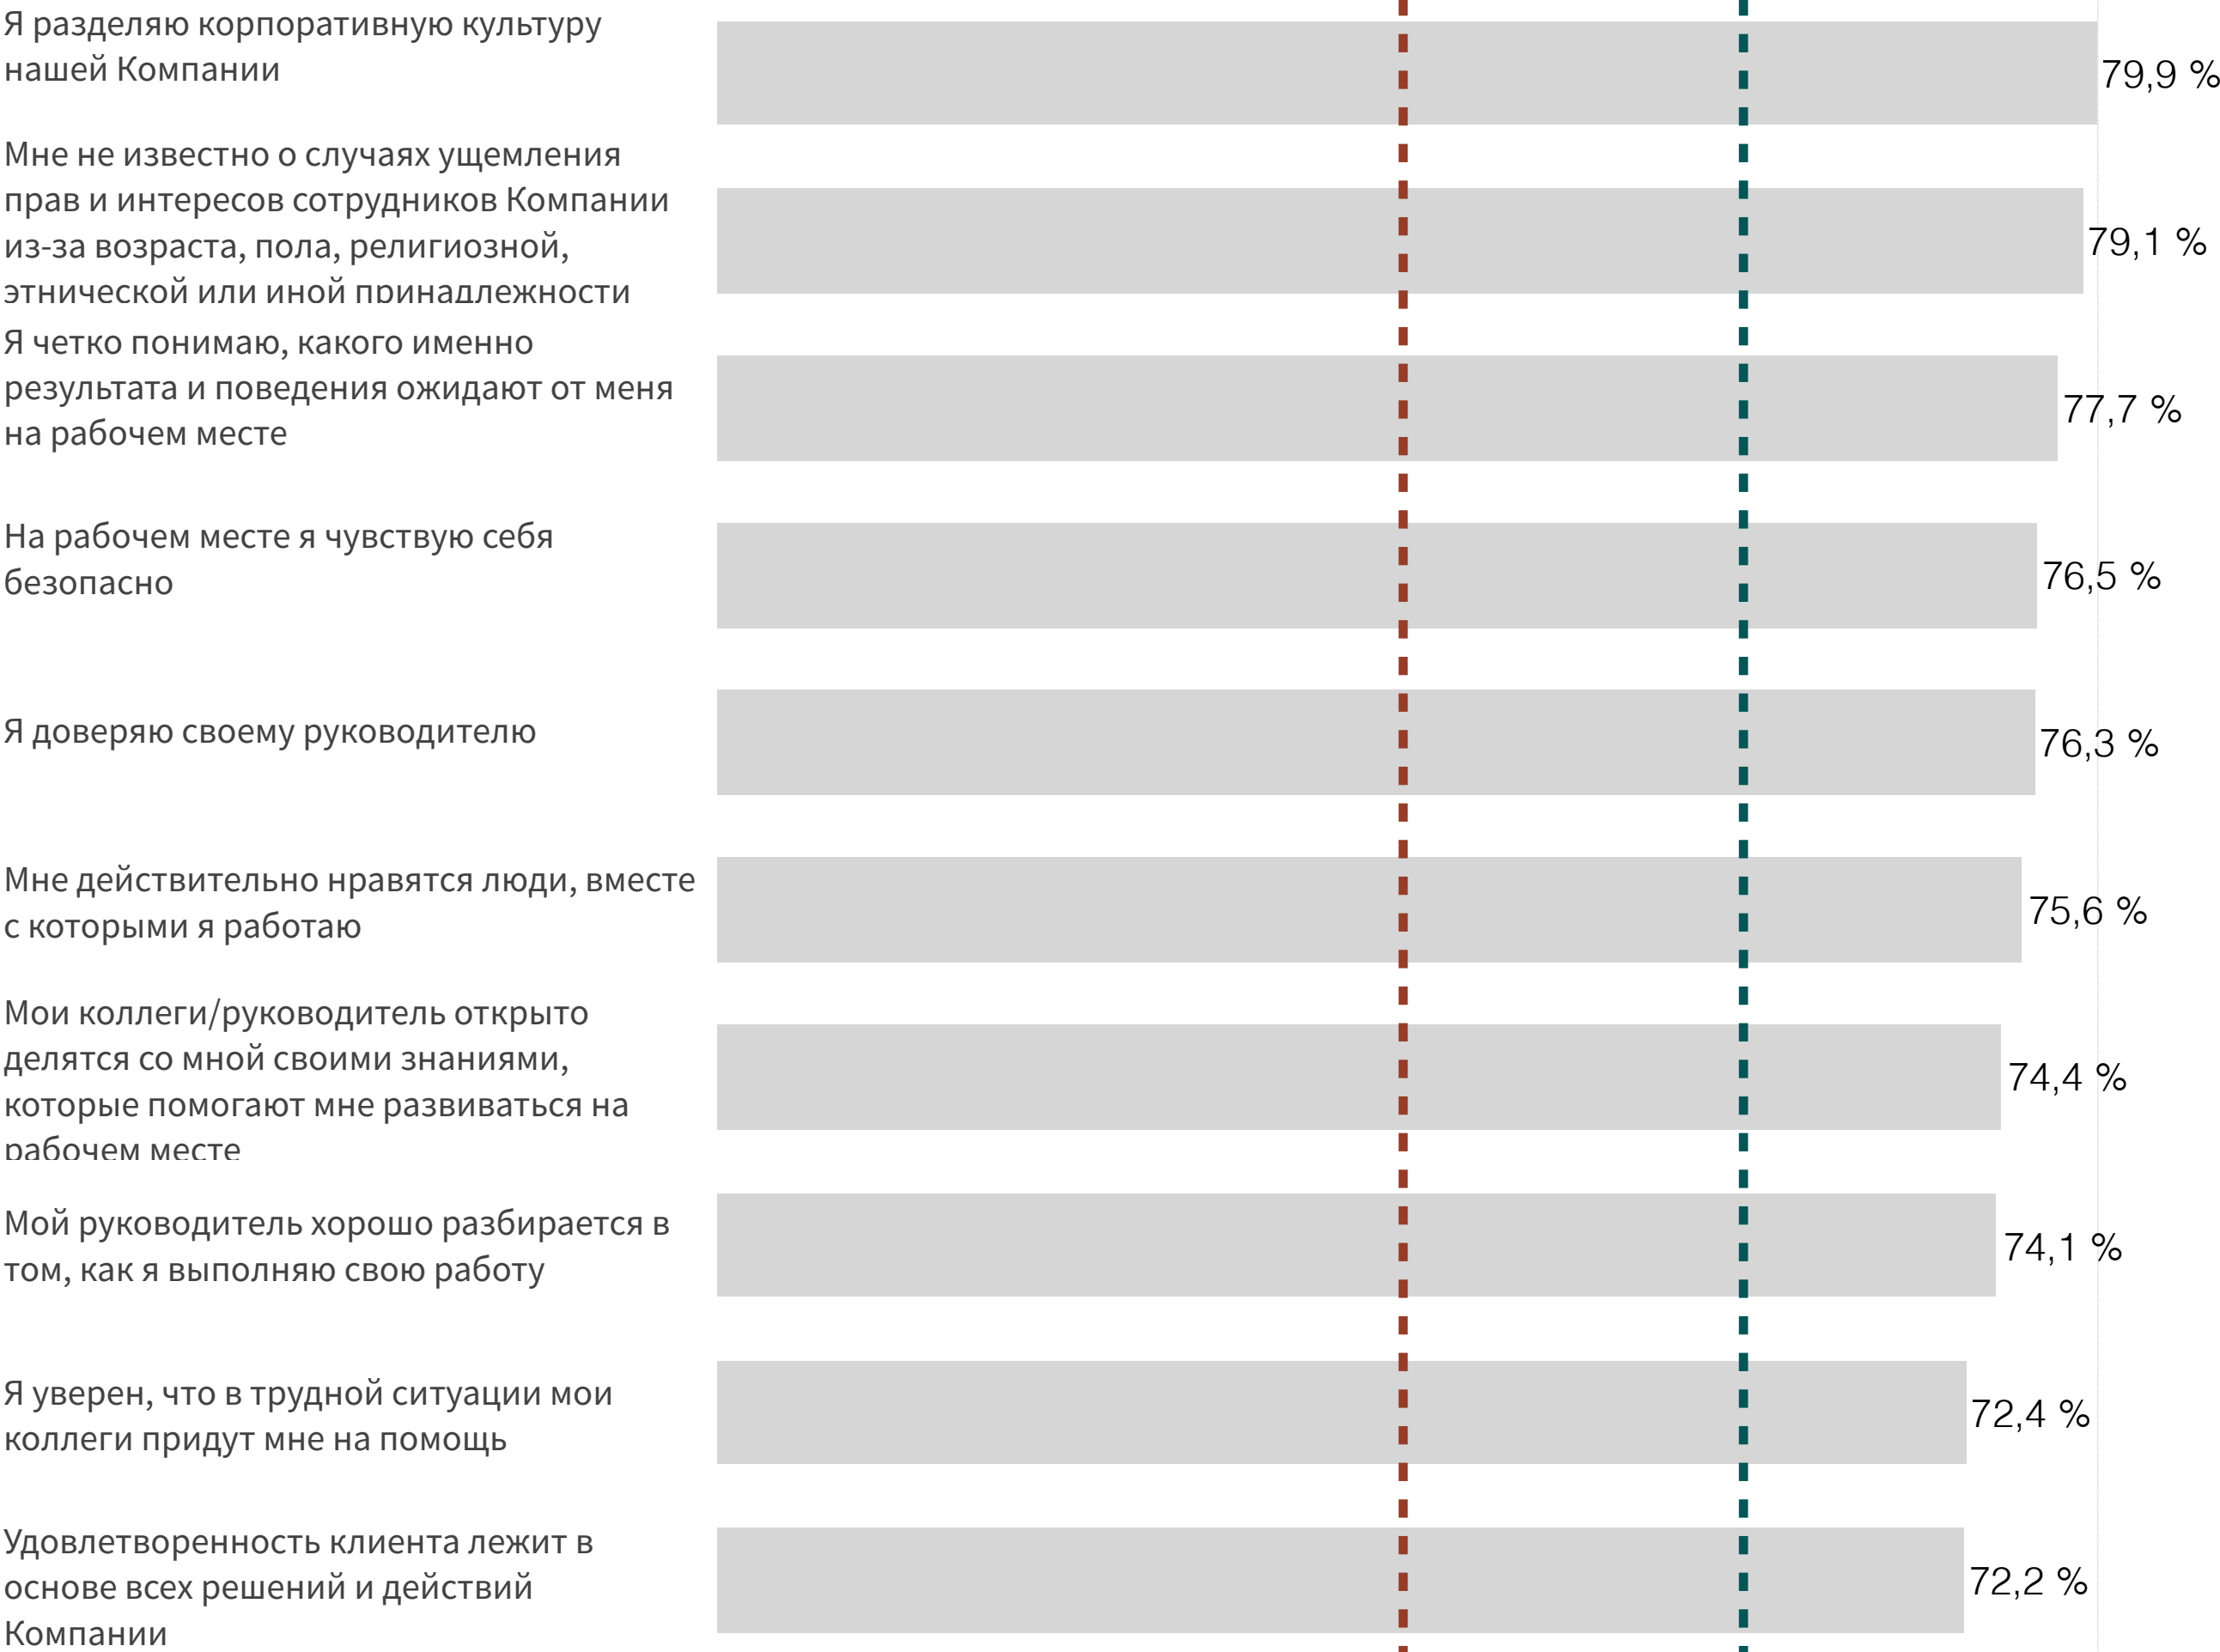 Я разделяю корпоративную культуру
нашей Компании
79,9 %
Мне не известно о случаях ущемления
прав и интересов сотрудников Компании
из-за возраста, пола, религиозной,
этнической или иной принадлежности
79,1 %
Я четко понимаю, какого именно
результата и поведения ожидают от меня
на рабочем месте
77,7 %
На рабочем месте я чувствую себя
безопасно
76,5 %
Я доверяю своему руководителю
76,3 %
Мне действительно нравятся люди, вместе
с которыми я работаю
75,6 %
Мои коллеги/руководитель открыто
делятся со мной своими знаниями,
которые помогают мне развиваться на
рабочем месте
74,4 %
Мой руководитель хорошо разбирается в
том, как я выполняю свою работу
74,1 %
Я уверен, что в трудной ситуации мои
коллеги придут мне на помощь
72,4 %
Удовлетворенность клиента лежит в
основе всех решений и действий
Компании
72,2 %